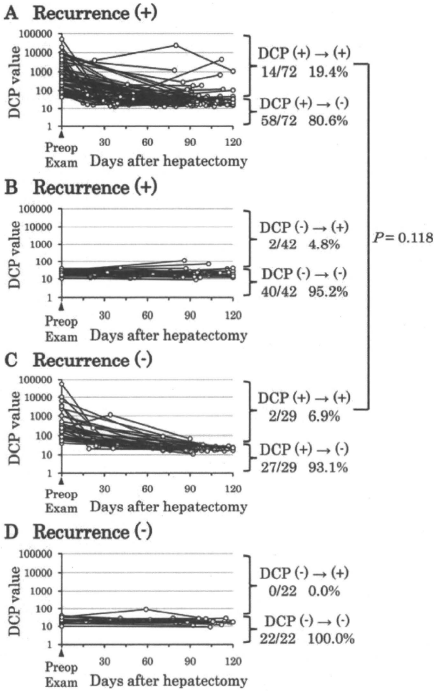 A Recurrence (+)
DCP value
100000
10000
1000
100
10
1
Preop
Exam
30
60
90
120
Days after hepatectomy
DCP (+) → (+)
14/72 19.4%
DCP (+) → (-)
58/72 80.6%
B Recurrence (+)
DCP value
100000
10000
1000
100
10
1
Preop
Exam
30
60
90
120
Days after hepatectomy
DCP (-) → (+)
2/42 4.8%
DCP (-) → (-)
40/42 95.2%
P = 0.118
C Recurrence (-)
DCP value
100000
10000
1000
100
10
1
Preop
Exam
30
60
90
120
Days after hepatectomy
DCP (+) → (+)
2/29 6.9%
DCP (+) → (-)
27/29 93.1%
D Recurrence (-)
DCP value
100000
10000
1000
100
10
1
Preop
Exam
30
60
90
120
Days after hepatectomy
DCP (-) → (+)
0/22 0.0%
DCP (-) → (-)
22/22 100.0%